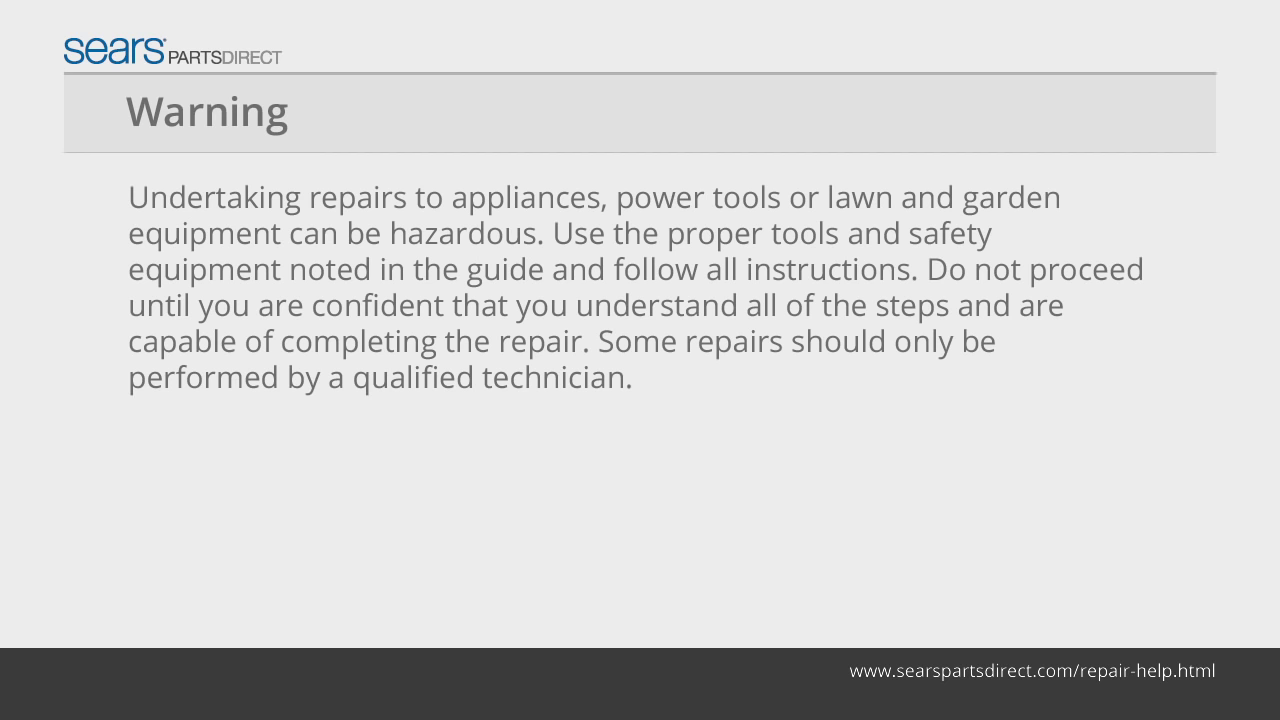 sears PARTSDIRECT
Warning
Undertaking repairs to appliances, power tools or lawn and garden
equipment can be hazardous. Use the proper tools and safety
equipment noted in the guide and follow all instructions. Do not proceed
until you are confident that you understand all of the steps and are
capable of completing the repair. Some repairs should only be
performed by a qualified technician.
www.searspartsdirect.com/repair-help.html